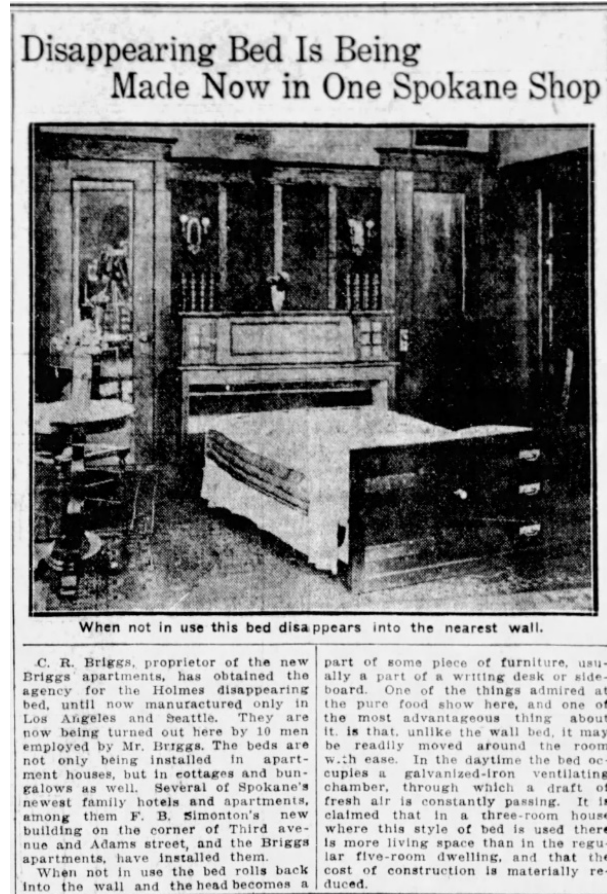 Disappearing Bed Is Being
Made Now in One Spokane Shop
When not in use this bed disappears into the nearest wall.
C. R. Briggs, proprietor of the new
Briggs apartments, has obtained the
agency for the Holmes disappearing
bed, until now manufactured only in
Los Angeles and Seattle. They are
now being turned out here by 10 men
employed by Mr. Briggs. The beds are
not only being installed in apart-
ment houses, but in cottages and bun-
galows as well. Several of Spokane's
newest family hotels and apartments,
among them F. B. Simonton's new
building on the corner of Third ave-
nue and Adams street, and the Briggs
apartments, have installed them.
When not in use the bed rolls back
into the wall and the head becomes a
part of some piece of furniture, usu-
ally a part of a writing desk or side-
board. One of the things admired at
the pure food show here, and one of
the most advantageous thing about
it, is that, unlike the wall bed, it may
be readily moved around the room
with ease. In the daytime the bed oc-
cupies a galvanized-iron ventilating
chamber, through which a draft of
fresh air is constantly passing. It is
claimed that in a three-room house
where this style of bed is used there
is more living space than in the regu-
lar five-room dwelling, and that the
cost of construction is materially re-
duced.